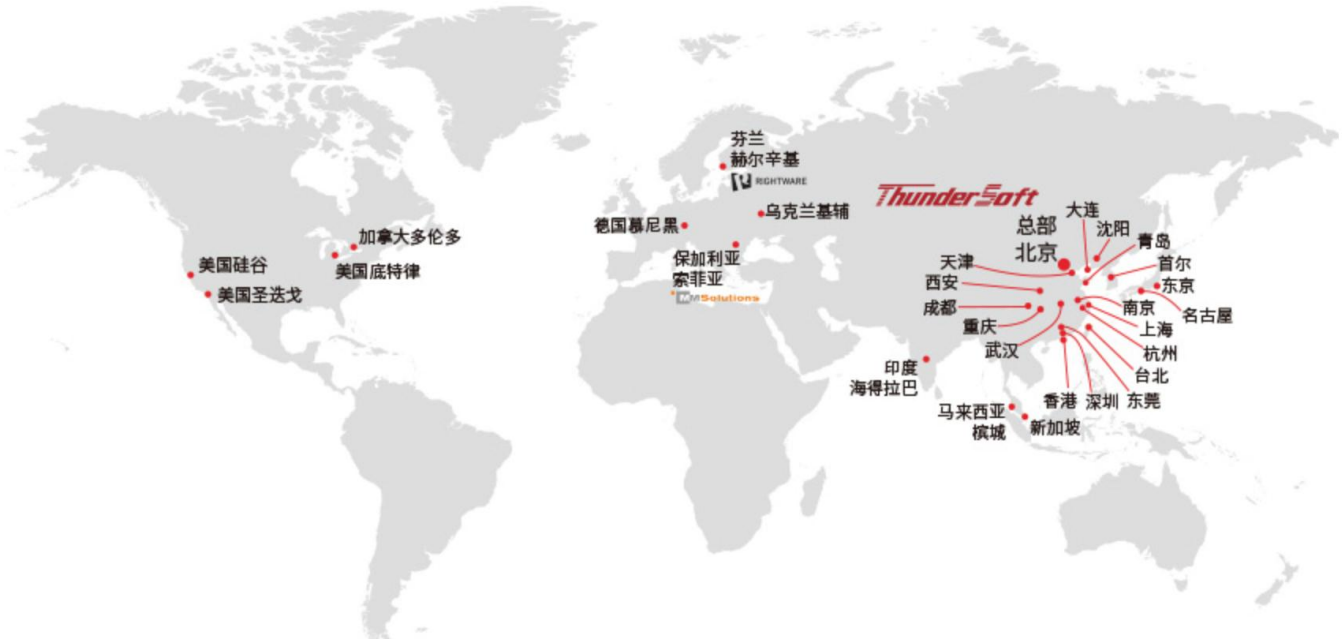 芬兰
赫尔辛基
RIGHTWARE
ThunderSoft
乌克兰基辅
德国慕尼黑
保加利亚
索菲亚
MMSolutions
加拿大多伦多
美国底特律
美国硅谷
美国圣迭戈
总部
北京
大连
沈阳
青岛
首尔
东京
名古屋
天津
西安
成都
重庆
武汉
南京
上海
杭州
台北
东莞
深圳
香港
印度
海得拉巴
马来西亚
槟城
新加坡